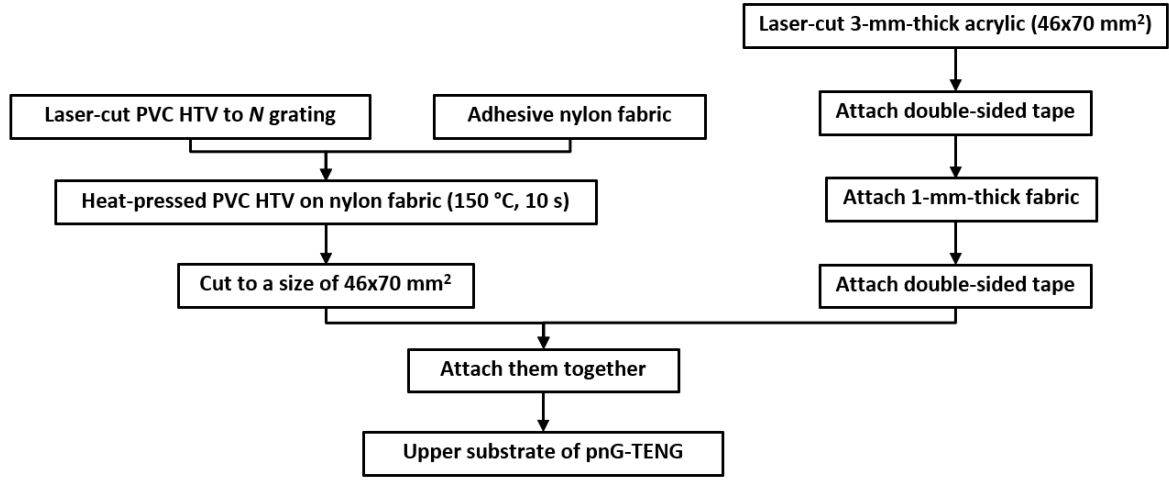 Laser-cut 3-mm-thick acrylic (46x70 mm²)
Laser-cut PVC HTV to N grating
Adhesive nylon fabric
Attach double-sided tape
Heat-pressed PVC HTV on nylon fabric (150 °C, 10 s)
Attach 1-mm-thick fabric
Cut to a size of 46x70 mm²
Attach double-sided tape
Attach them together
Upper substrate of pnG-TENG